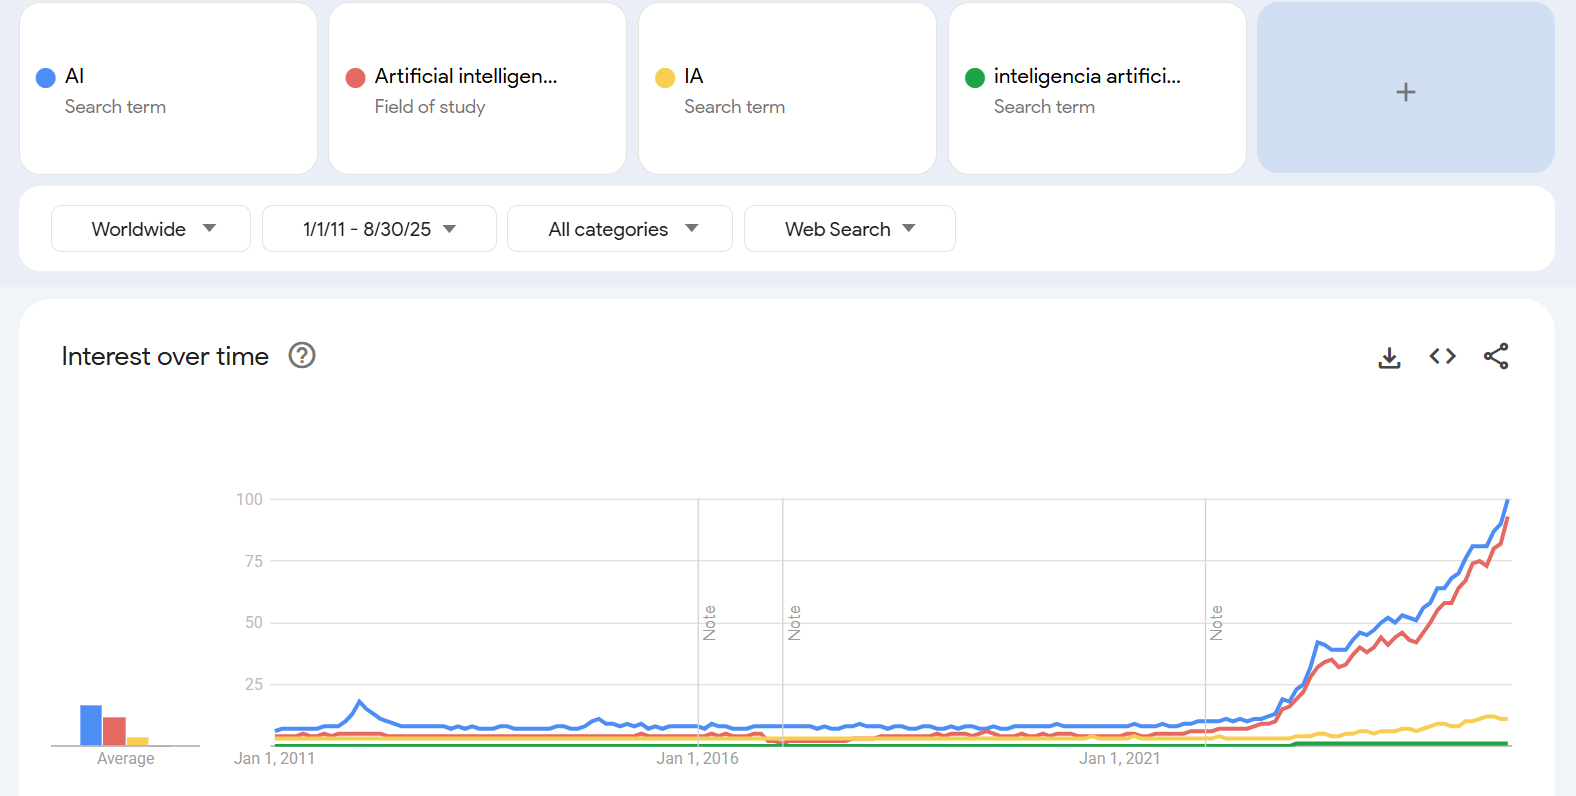 AI
Search term
Artificial intelligen...
Field of study
IA
Search term
inteligencia artifici...
Search term
+
Worldwide
1/1/11 - 8/30/25
All categories
Web Search
Interest over time
?
100
75
50
25
Note
Note
Note
Average
Jan 1, 2011
Jan 1, 2016
Jan 1, 2021